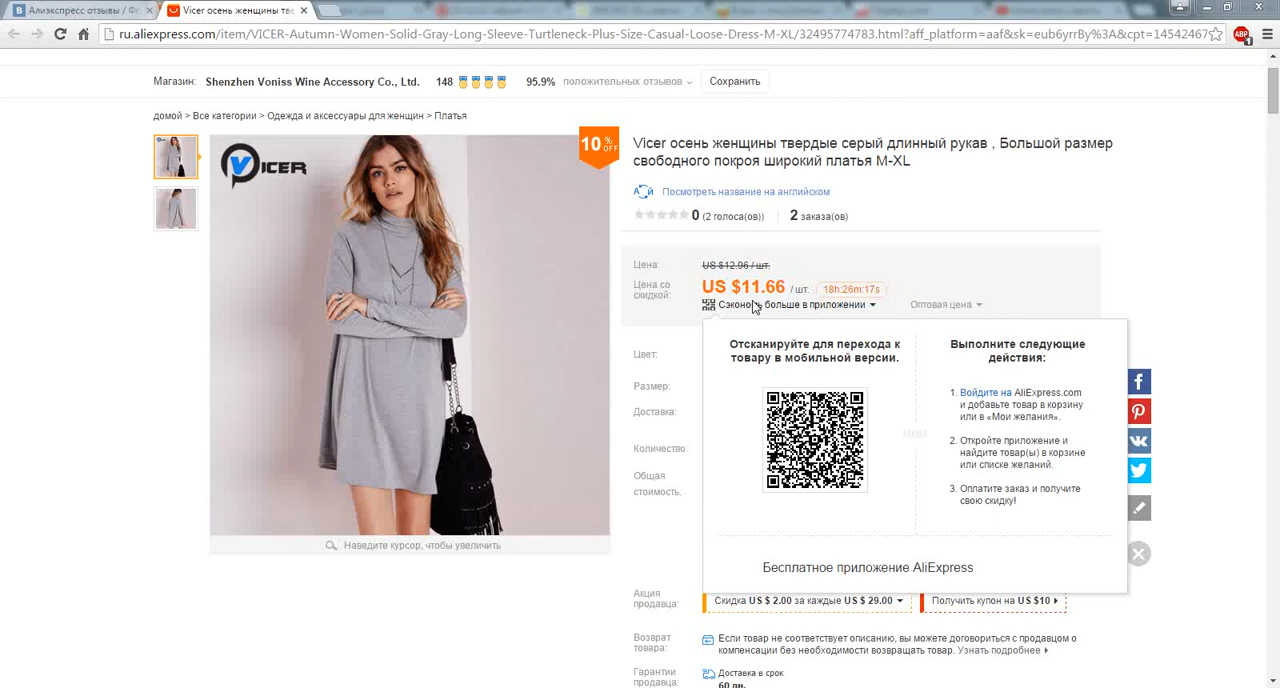 Алиэкспресс отзывы / Фо
Vicer осень женщины тве
ru.aliexpress.com/item/VICER-Autumn-Women-Solid-Gray-Long-Sleeve-Turtleneck-Plus-Size-Casual-Loose-Dress-M-XL/32495774783.html?aff_platform=aaf&sk=eub6yrrBy%3A&cpt=14542467
ABP
1
Магазин: Shenzhen Voniss Wine Accessory Co., Ltd. 148 95.9% положительных отзывов Сохранить
домой > Все категории > Одежда и аксессуары для женщин > Платья
VICER
10% OFF
Vicer осень женщины твердые серый длинный рукав , Большой размер
свободного покроя широкий платья M-XL
Посмотреть название на английском
0 (2 голоса(ов)) 2 заказа(ов)
Цена: US $12.96 / шт.
Цена со скидкой: US $11.66 / шт. 18h:26m:17s
Сэконо ь больше в приложении Оптовая цена
Отсканируйте для перехода к
товару в мобильной версии.
Выполните следующие
действия:
1. Войдите на AliExpress.com
и добавьте товар в корзину
или в «Мои желания».
2. Откройте приложение и
найдите товар(ы) в корзине
или списке желаний.
3. Оплатите заказ и получите
свою скидку!
Бесплатное приложение AliExpress
Цвет:
Размер:
Доставка:
Количество:
Общая
стоимость:
Наведите курсор, чтобы увеличить
Акция
продавца:
Скидка US $ 2.00 за каждые US $ 29.00 Получить купон на US $10
Возврат
товара:
Если товар не соответствует описанию, вы можете договориться с продавцом о
компенсации без необходимости возвращать товар. Узнать подробнее
Гарантии
продавца:
Доставка в срок
60 дн.